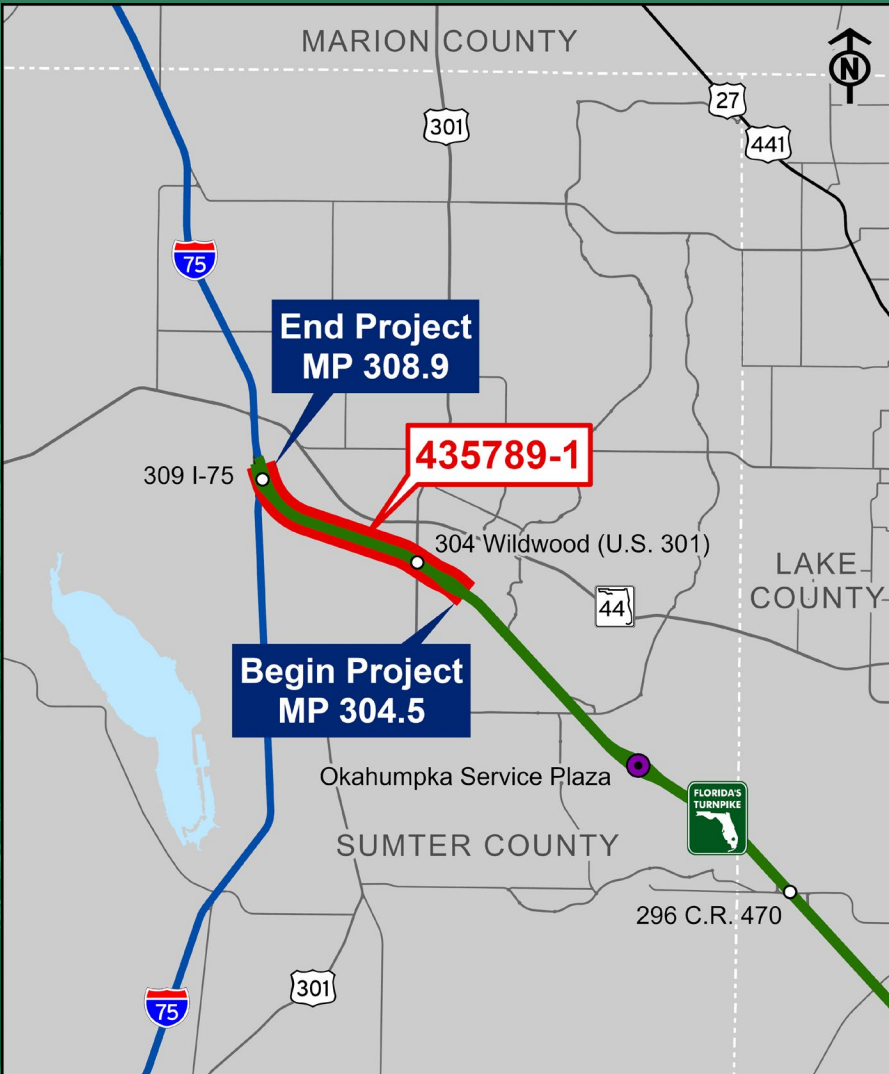 MARION COUNTY
N
27
301
441
75
End Project
MP 308.9
435789-1
309 I-75
304 Wildwood (U.S. 301)
LAKE
COUNTY
44
Begin Project
MP 304.5
Okahumpka Service Plaza
FLORIDA'S
TURNPIKE
SUMTER COUNTY
296 C.R. 470
301
75